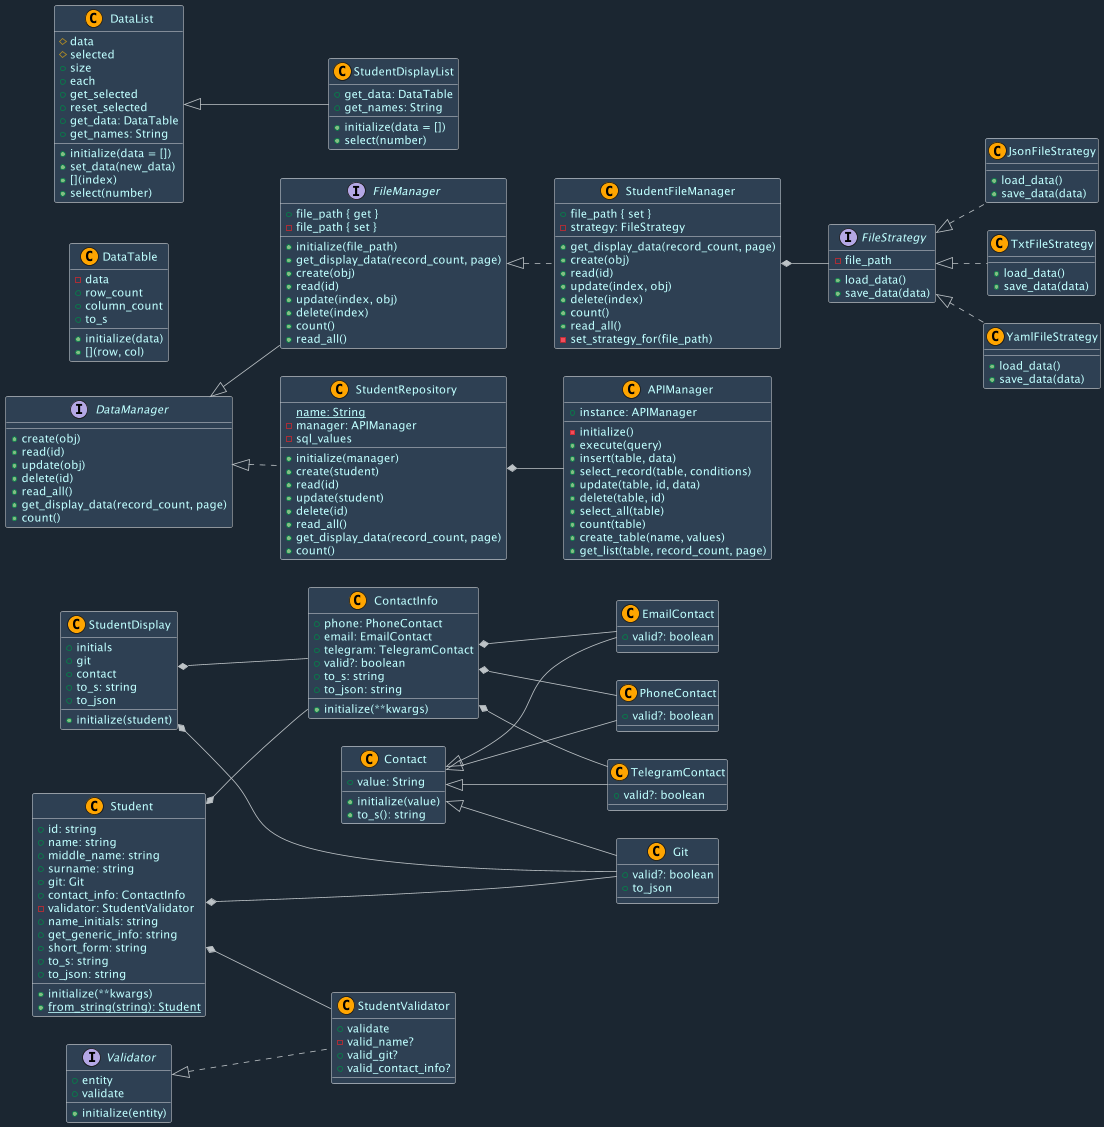 C DataList
data
selected
size
each
get_selected
reset_selected
get_data: DataTable
get_names: String
initialize(data = [])
set_data(new_data)
[](index)
select(number)
C StudentDisplayList
get_data: DataTable
get_names: String
initialize(data = [])
select(number)
C DataTable
data
row_count
column_count
to_s
initialize(data)
[](row, col)
I FileManager
file_path { get }
file_path { set }
initialize(file_path)
get_display_data(record_count, page)
create(obj)
read(id)
update(index, obj)
delete(index)
count()
read_all()
C StudentFileManager
file_path { set }
strategy: FileStrategy
get_display_data(record_count, page)
create(obj)
read(id)
update(index, obj)
delete(index)
count()
read_all()
set_strategy_for(file_path)
I FileStrategy
file_path
load_data()
save_data(data)
C JsonFileStrategy
load_data()
save_data(data)
C TxtFileStrategy
load_data()
save_data(data)
C YamlFileStrategy
load_data()
save_data(data)
I DataManager
create(obj)
read(id)
update(obj)
delete(id)
read_all()
get_display_data(record_count, page)
count()
C StudentRepository
name: String
manager: APIManager
sql_values
initialize(manager)
create(student)
read(id)
update(student)
delete(id)
read_all()
get_display_data(record_count, page)
count()
C APIManager
instance: APIManager
initialize()
execute(query)
insert(table, data)
select_record(table, conditions)
update(table, id, data)
delete(table, id)
select_all(table)
count(table)
create_table(name, values)
get_list(table, record_count, page)
C StudentDisplay
initials
git
contact
to_s: string
to_json
initialize(student)
C ContactInfo
phone: PhoneContact
email: EmailContact
telegram: TelegramContact
valid?: boolean
to_s: string
to_json: string
initialize(**kwargs)
C EmailContact
valid?: boolean
C PhoneContact
valid?: boolean
C Contact
value: String
initialize(value)
to_s(): string
C TelegramContact
valid?: boolean
C Git
valid?: boolean
to_json
C Student
id: string
name: string
middle_name: string
surname: string
git: Git
contact_info: ContactInfo
validator: StudentValidator
name_initials: string
get_generic_info: string
short_form: string
to_s: string
to_json: string
initialize(**kwargs)
from_string(string): Student
C StudentValidator
validate
valid_name?
valid_git?
valid_contact_info?
I Validator
entity
validate
initialize(entity)